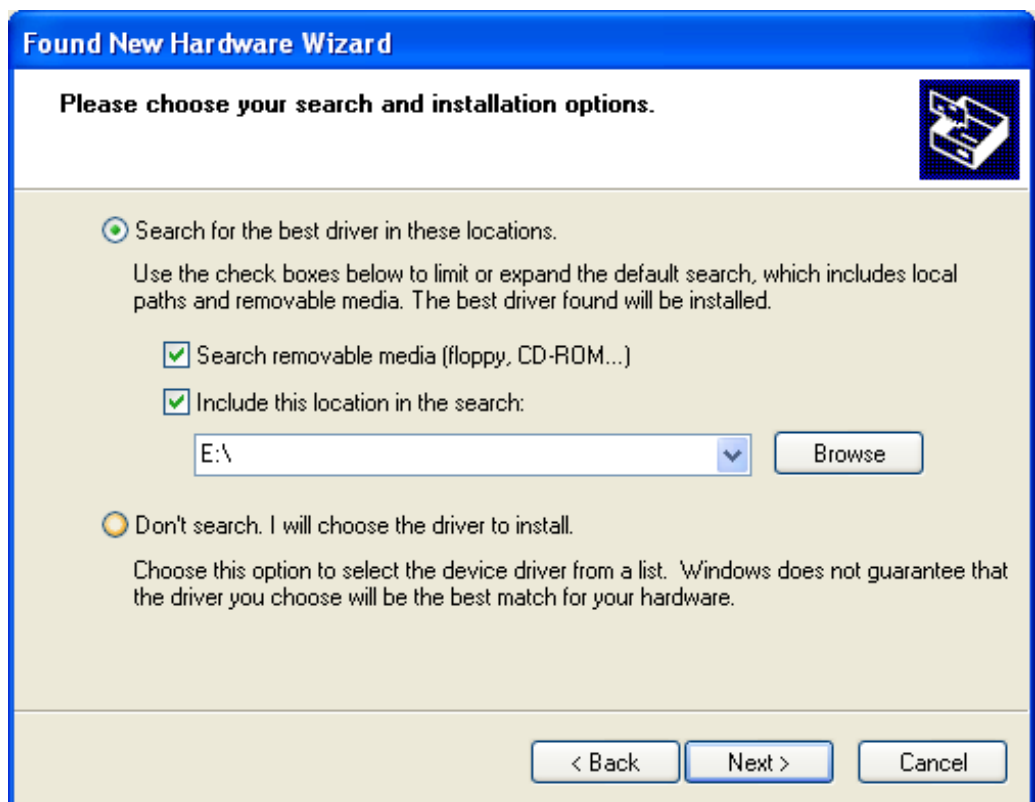 Found New Hardware Wizard
Please choose your search and installation options.
Search for the best driver in these locations.
Use the check boxes below to limit or expand the default search, which includes local
paths and removable media. The best driver found will be installed.
Search removable media (floppy, CD-ROM...)
Include this location in the search:
E:\
Browse
Don't search. I will choose the driver to install.
Choose this option to select the device driver from a list.  Windows does not guarantee that
the driver you choose will be the best match for your hardware.
< Back
Next >
Cancel